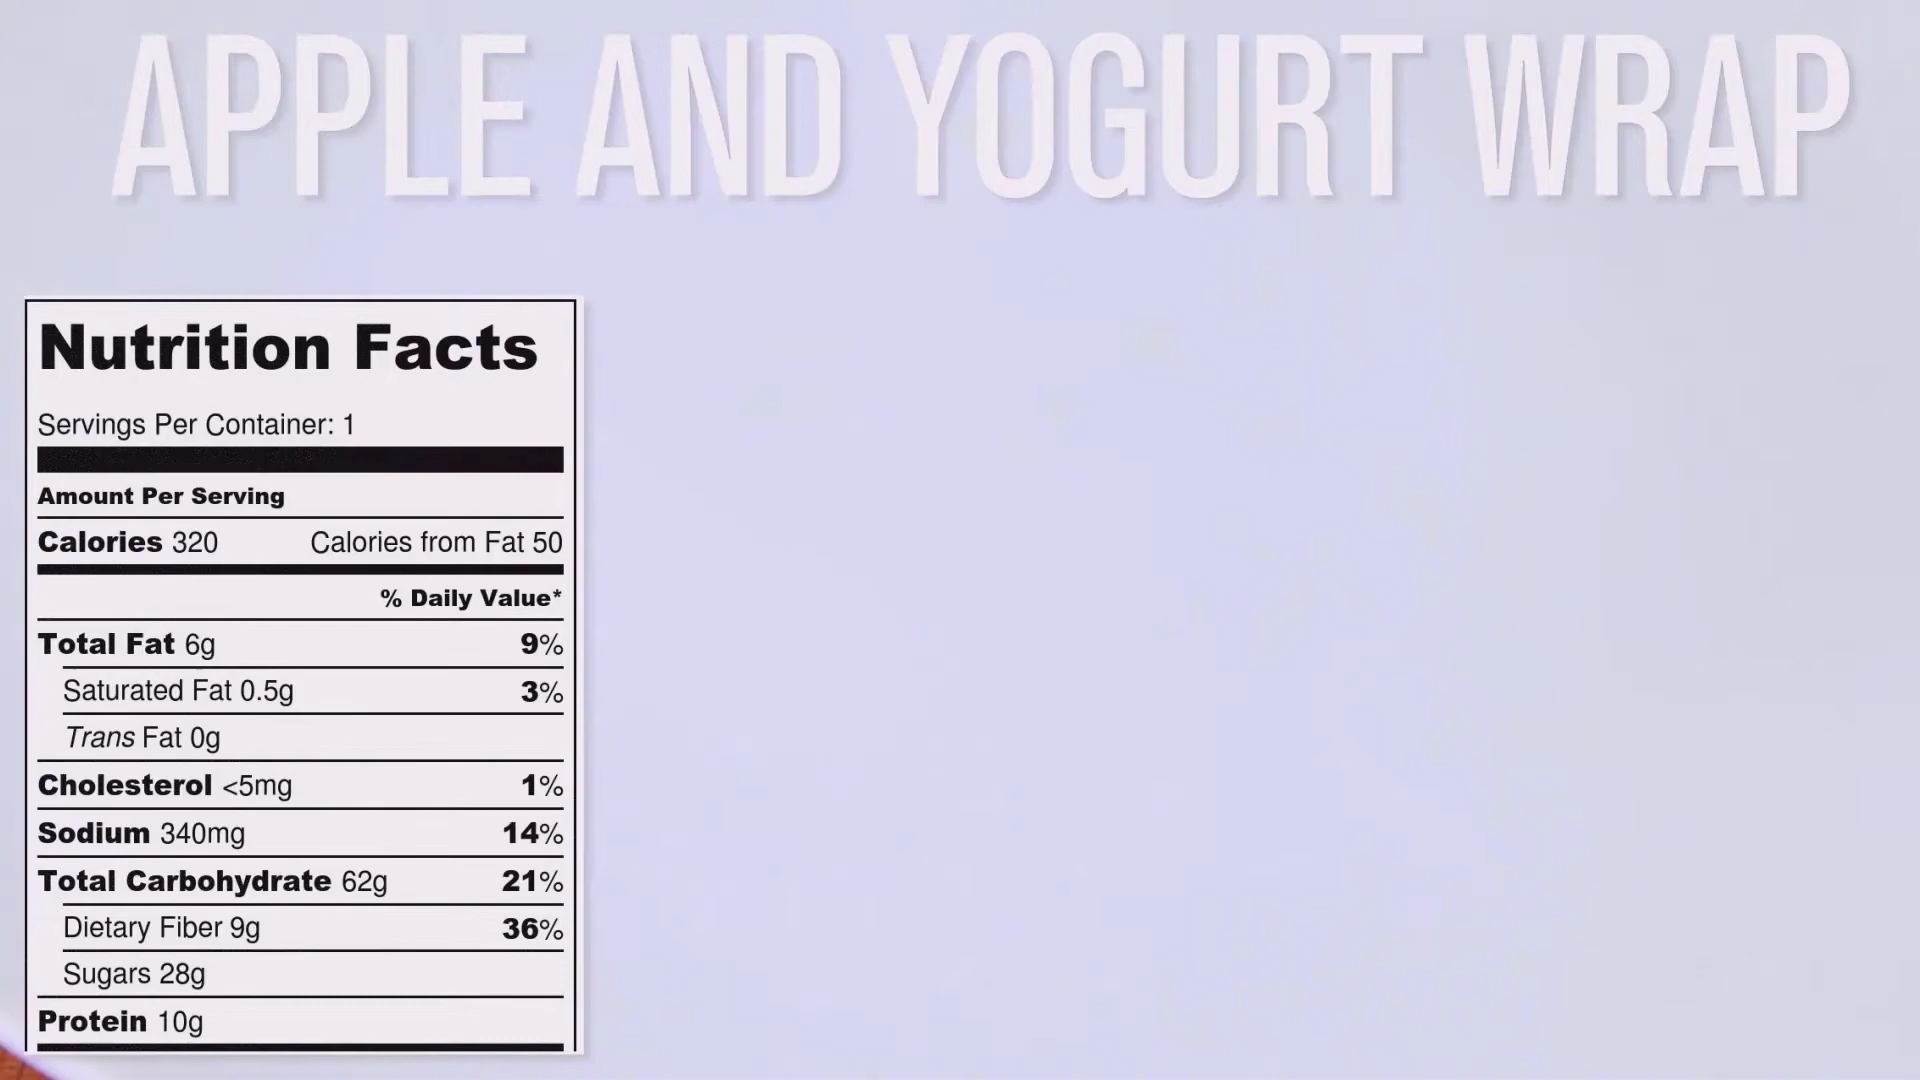 APPLE AND YOGURT WRAP
Nutrition Facts
Servings Per Container: 1
Amount Per Serving
Calories 320 Calories from Fat 50
% Daily Value*
Total Fat 6g 9%
Saturated Fat 0.5g 3%
Trans Fat 0g
Cholesterol <5mg 1%
Sodium 340mg 14%
Total Carbohydrate 62g 21%
Dietary Fiber 9g 36%
Sugars 28g
Protein 10g